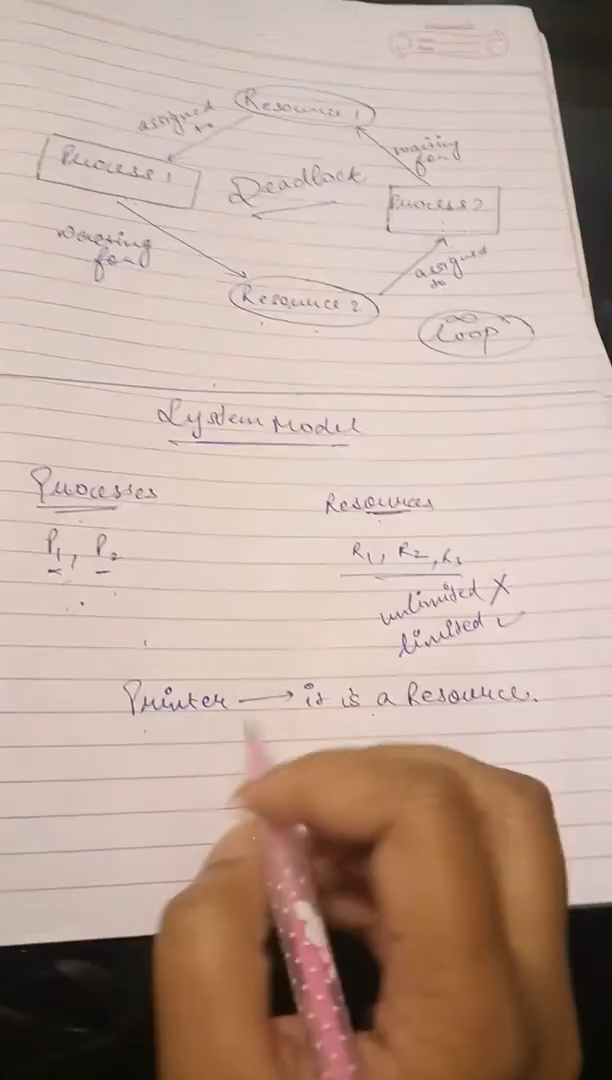 Resource 1
assigned to
waiting for
Process 1
Deadlock
Process 2
waiting for
assigned to
Resource 2
∞ Loop
System Model
Processes
Resources
P1, P2
R1, R2, R3
unlimited X
limited ✓
Printer → it is a Resource.